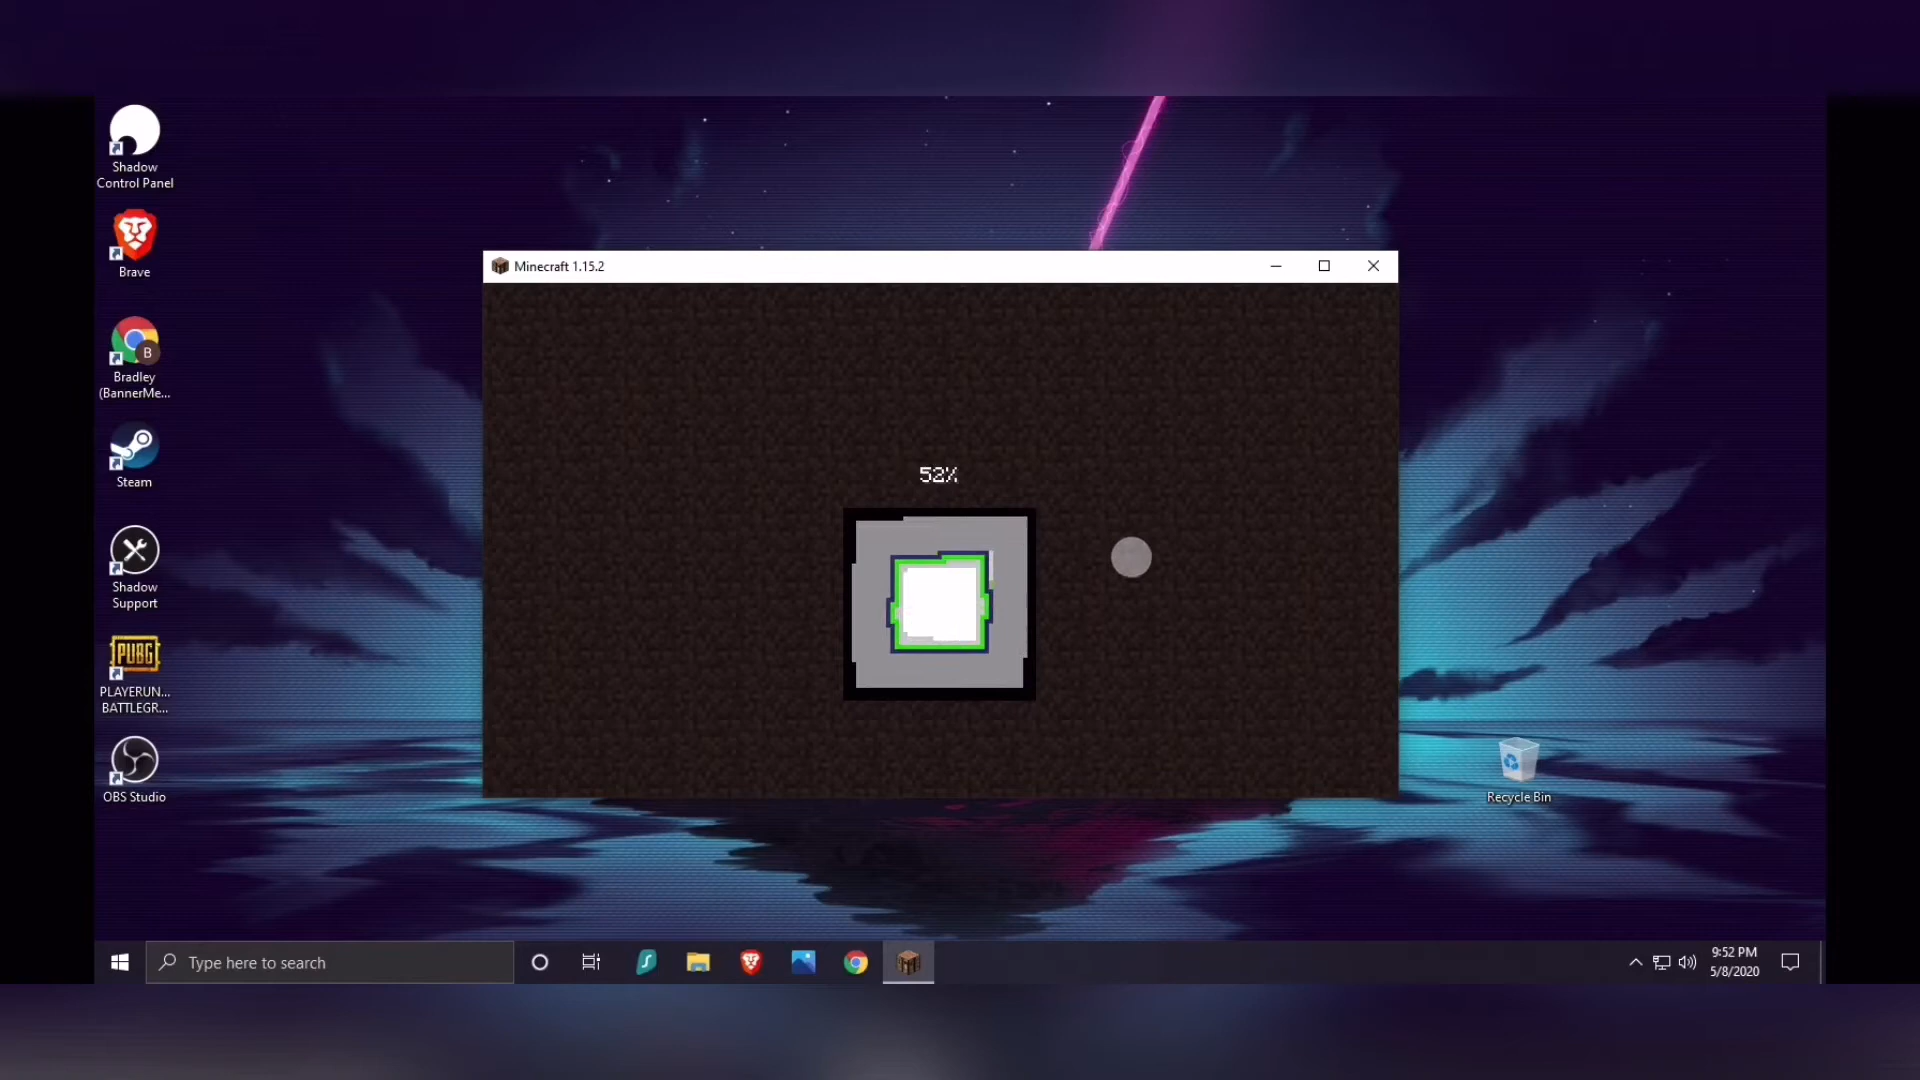 Shadow
Control Panel
Brave
B
Bradley
(BannerMe...
Steam
Shadow
Support
PUBG
PLAYERUN...
BATTLEGR...
OBS Studio
Minecraft 1.15.2
52%
Recycle Bin
Type here to search
9:52 PM
5/8/2020